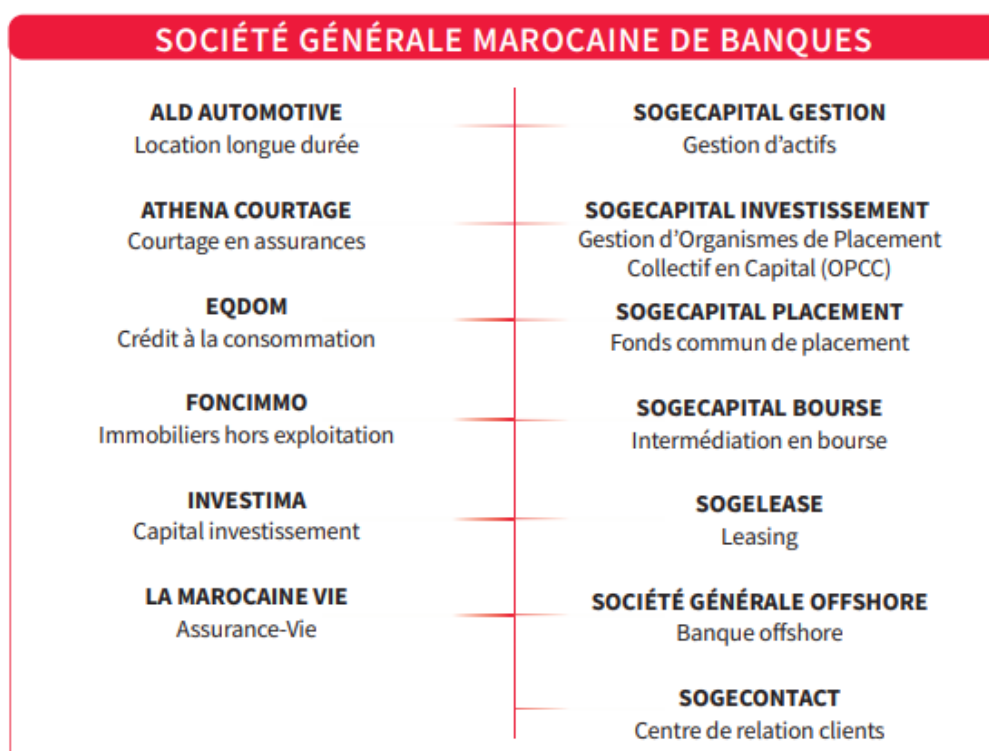 SOCIÉTÉ GÉNÉRALE MAROCAINE DE BANQUES
ALD AUTOMOTIVE
Location longue durée
ATHENA COURTAGE
Courtage en assurances
EQDOM
Crédit à la consommation
FONCIMMO
Immobiliers hors exploitation
INVESTIMA
Capital investissement
LA MAROCAINE VIE
Assurance-Vie
SOGECAPITAL GESTION
Gestion d’actifs
SOGECAPITAL INVESTISSEMENT
Gestion d’Organismes de Placement
Collectif en Capital (OPCC)
SOGECAPITAL PLACEMENT
Fonds commun de placement
SOGECAPITAL BOURSE
Intermédiation en bourse
SOGELEASE
Leasing
SOCIÉTÉ GÉNÉRALE OFFSHORE
Banque offshore
SOGECONTACT
Centre de relation clients